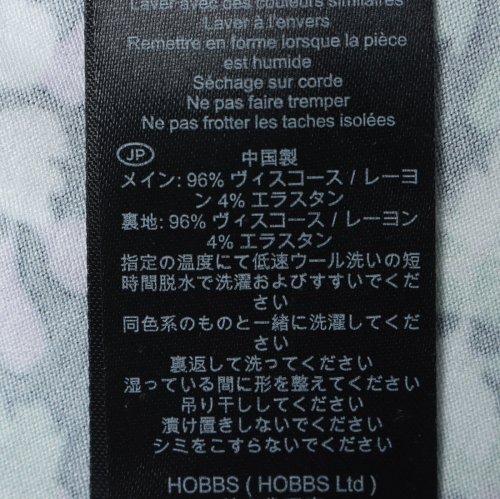 Laver avec des couleurs similaires
Laver à l'envers
Remettre en forme lorsque la pièce
est humide
Séchage sur corde
Ne pas faire tremper
Ne pas frotter les taches isolées
JP 中国製
メイン: 96% ヴィスコース / レーヨ
ン 4% エラスタン
裏地: 96% ヴィスコース / レーヨン
4% エラスタン
指定の温度にて低速ウール洗いの短
時間脱水で洗濯およびすすいでくだ
さい
同色系のものと一緒に洗濯してくだ
さい
裏返して洗ってください
湿っている間に形を整えてください
吊り干ししてください
漬け置きしないでください
シミをこすらないでください
HOBBS ( HOBBS Ltd )